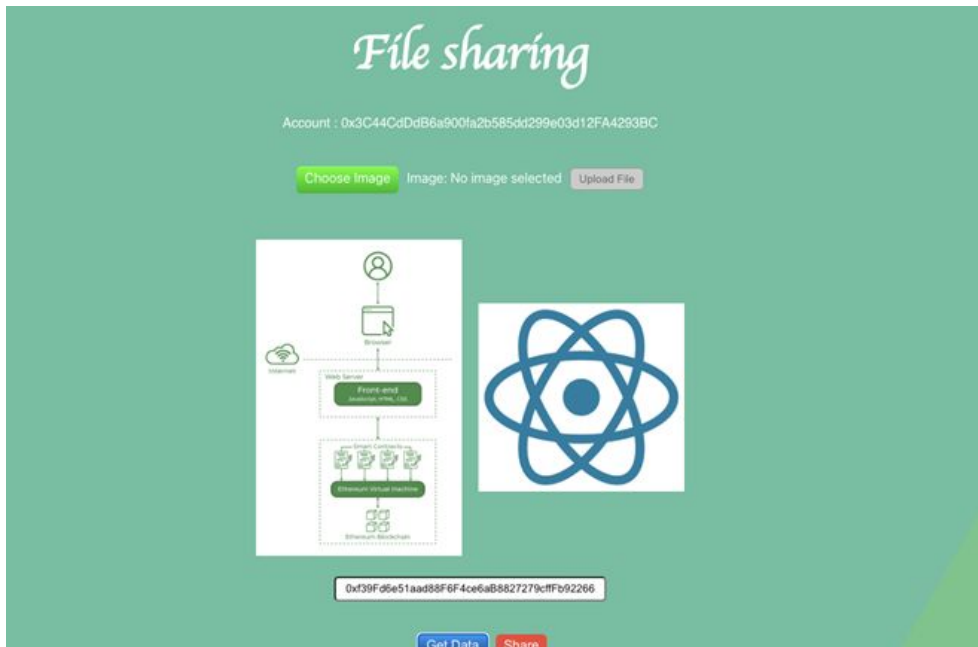 File sharing
Account : 0x3C44CdDdB6a900fa2b585dd299e03d12FA4293BC
Choose Image Image: No image selected Upload File
Browser
Internet
Web Server
Front-end
JavaScript, HTML, CSS
Smart Contracts
Ethereum Virtual Machine
Ethereum Blockchain
0xf39Fd6e51aad88F6F4ce6aB8827279cffFb92266
Get Data Share